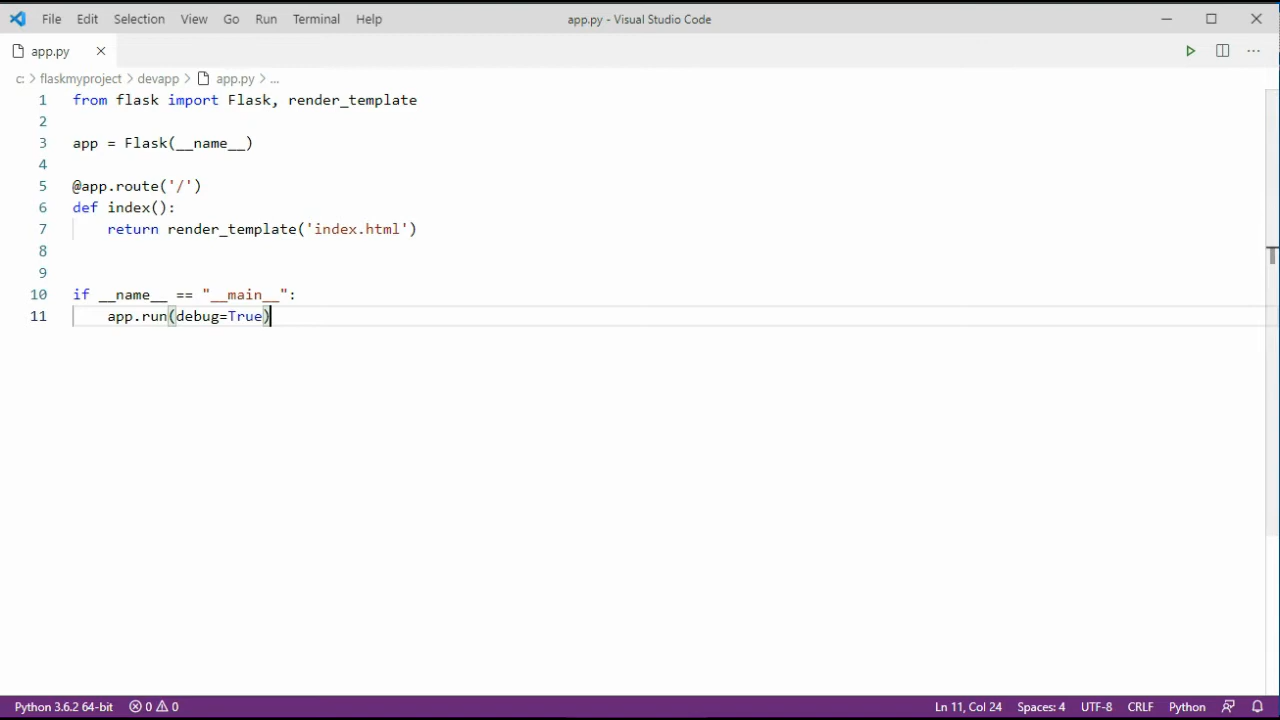 File Edit Selection View Go Run Terminal Help app.py - Visual Studio Code
app.py
c: > flaskmyproject > devapp > app.py > ...
1 from flask import Flask, render_template
2
3 app = Flask(__name__)
4
5 @app.route('/')
6 def index():
7     return render_template('index.html')
8
9
10 if __name__ == "__main__":
11     app.run(debug=True)
Python 3.6.2 64-bit 0 0 Ln 11, Col 24 Spaces: 4 UTF-8 CRLF Python